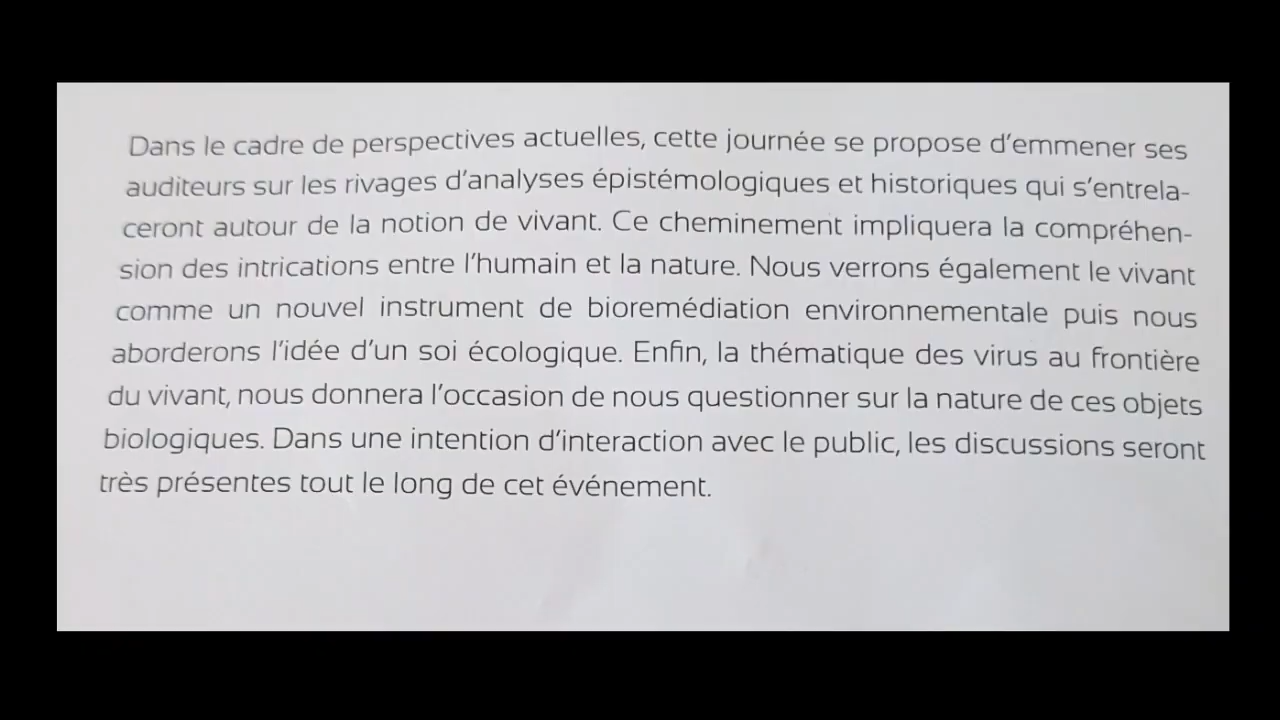 Dans le cadre de perspectives actuelles, cette journée se propose d'emmener ses
auditeurs sur les rivages d'analyses épistémologiques et historiques qui s'entrela-
ceront autour de la notion de vivant. Ce cheminement impliquera la compréhen-
sion des intrications entre l'humain et la nature. Nous verrons également le vivant
comme un nouvel instrument de bioremédiation environnementale puis nous
aborderons l'idée d'un soi écologique. Enfin, la thématique des virus au frontière
du vivant, nous donnera l'occasion de nous questionner sur la nature de ces objets
biologiques. Dans une intention d'interaction avec le public, les discussions seront
très présentes tout le long de cet événement.